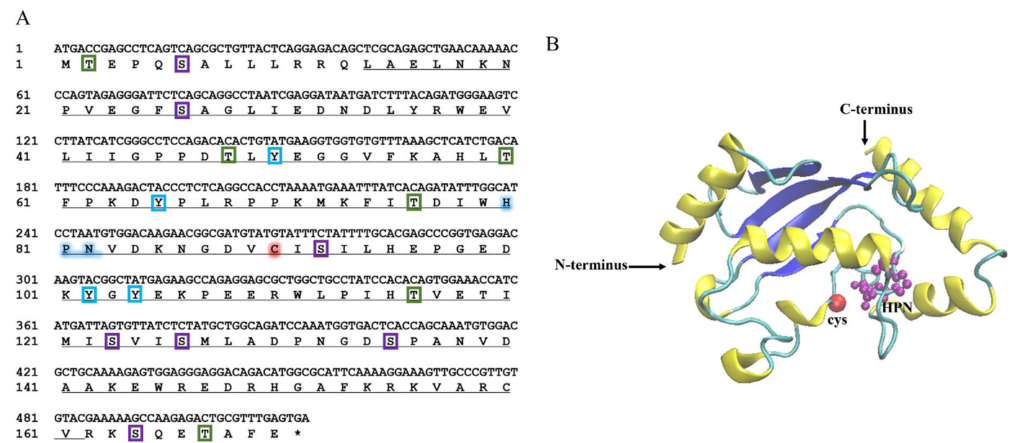 A
1 ATGACCGAGCCTCAGTCAGCGCTGTTACTCAGGAGACAGCTCGCAGAGCTGAACAAAAAC
1 M T E P Q S A L L L R R Q L A E L N K N
61 CCAGTAGAGGGATTCTCAGCAGGCCTAATCGAGGATAATGATCTTTACAGATGGGAAGTC
21 P V E G F S A G L I E D N D L Y R W E V
121 CTTATCATCGGGCCTCCAGACACACTGTATGAAGGTGGTGTGTTTAAAGCTCATCTGACA
41 L I I G P P D T L Y E G G V F K A H L T
181 TTTCCCAAAGACTACCCTCTCAGGCCACCTAAAATGAAATTTATCACAGATATTTGGCAT
61 F P K D Y P L R P P K M K F I T D I W H
241 CCTAATGTGGACAAGAACGGCGATGTATGTATTTCTATTTTGCACGAGCCCGGTGAGGAC
81 P N V D K N G D V C I S I L H E P G E D
301 AAGTACGGCTATGAGAAGCCAGAGGAGCGCTGGCTGCCTATCCACACAGTGGAAACCATC
101 K Y G Y E K P E E R W L P I H T V E T I
361 ATGATTAGTGTTATCTCTATGCTGGCAGATCCAAATGGTGACTCACCAGCAAATGTGGAC
121 M I S V I S M L A D P N G D S P A N V D
421 GCTGCAAAAGAGTGGAGGGAGGACAGACATGGCGCATTCAAAAGGAAAGTTGCCCGTTGT
141 A A K E W R E D R H G A F K R K V A R C
481 GTACGAAAAAGCCAAGAGACTGCGTTTGAGTGA
161 V R K S Q E T A F E *
B
C-terminus
N-terminus
cys
HPN